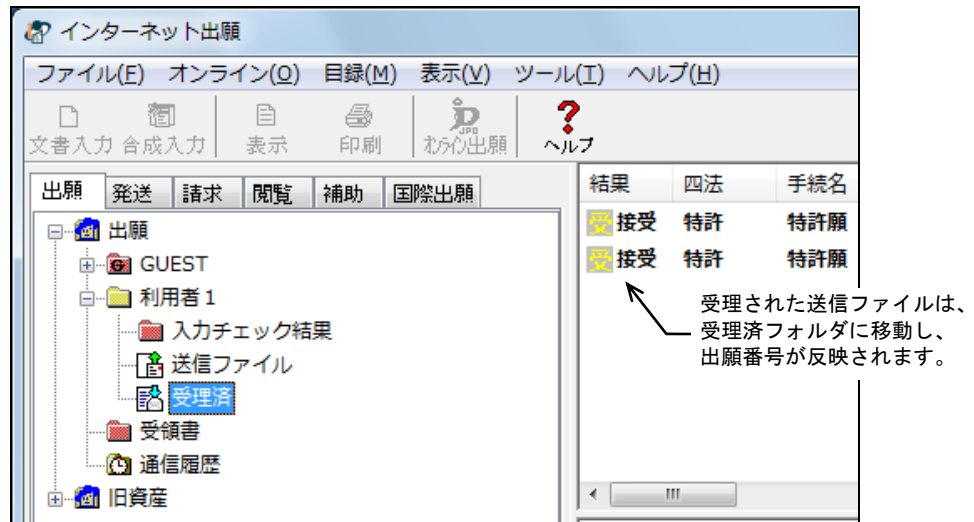 インターネット出願
ファイル(F) オンライン(O) 目録(M) 表示(V) ツール(T) ヘルプ(H)
文書入力 合成入力 表示 印刷 JPO オンライン出願 ヘルプ
出願 発送 請求 閲覧 補助 国際出願
結果 四法 手続名
出願
受 接受 特許 特許願
GUEST
受 接受 特許 特許願
利用者1
入力チェック結果
送信ファイル
受理済
受領書
通信履歴
旧資産
受理された送信ファイルは、
受理済フォルダに移動し、
出願番号が反映されます。